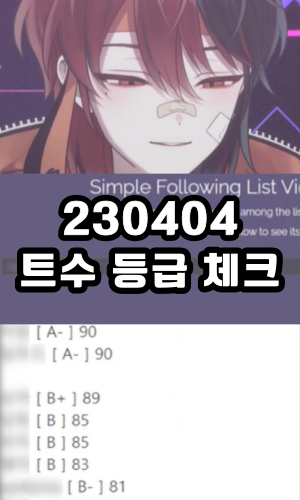 Simple Following List Vi
230404
among the lis
ow to see its
트수 등급 체크
[ A- ] 90
[ A- ] 90
[ B+ ] 89
[ B ] 85
[ B ] 85
[ B ] 83
[ B- ] 81